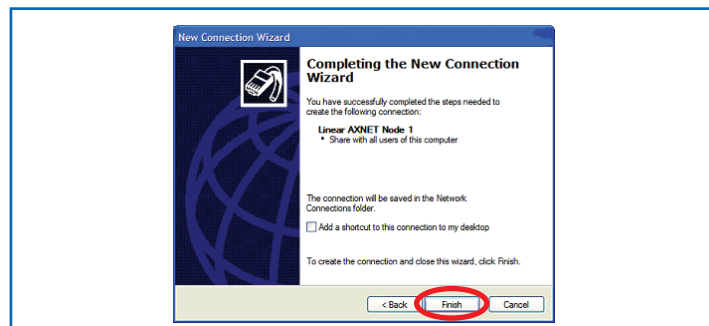 New Connection Wizard
Completing the New Connection
Wizard
You have successfully completed the steps needed to
create the following connection:
Linear AXNET Node 1
• Share with all users of this computer
The connection will be saved in the Network
Connections folder.
Add a shortcut to this connection to my desktop
To create the connection and close this wizard, click Finish.
< Back Finish Cancel